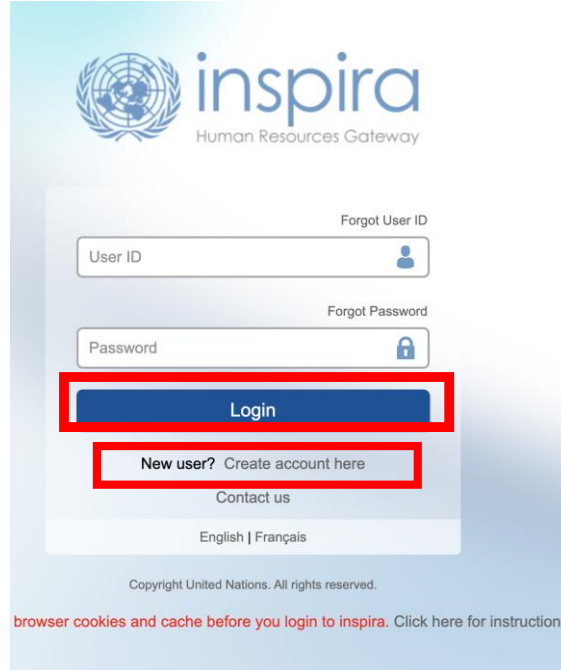 inspira
Human Resources Gateway
Forgot User ID
User ID
Forgot Password
Password
Login
New user? Create account here
Contact us
English | Français
Copyright United Nations. All rights reserved.
browser cookies and cache before you login to inspira. Click here for instruction